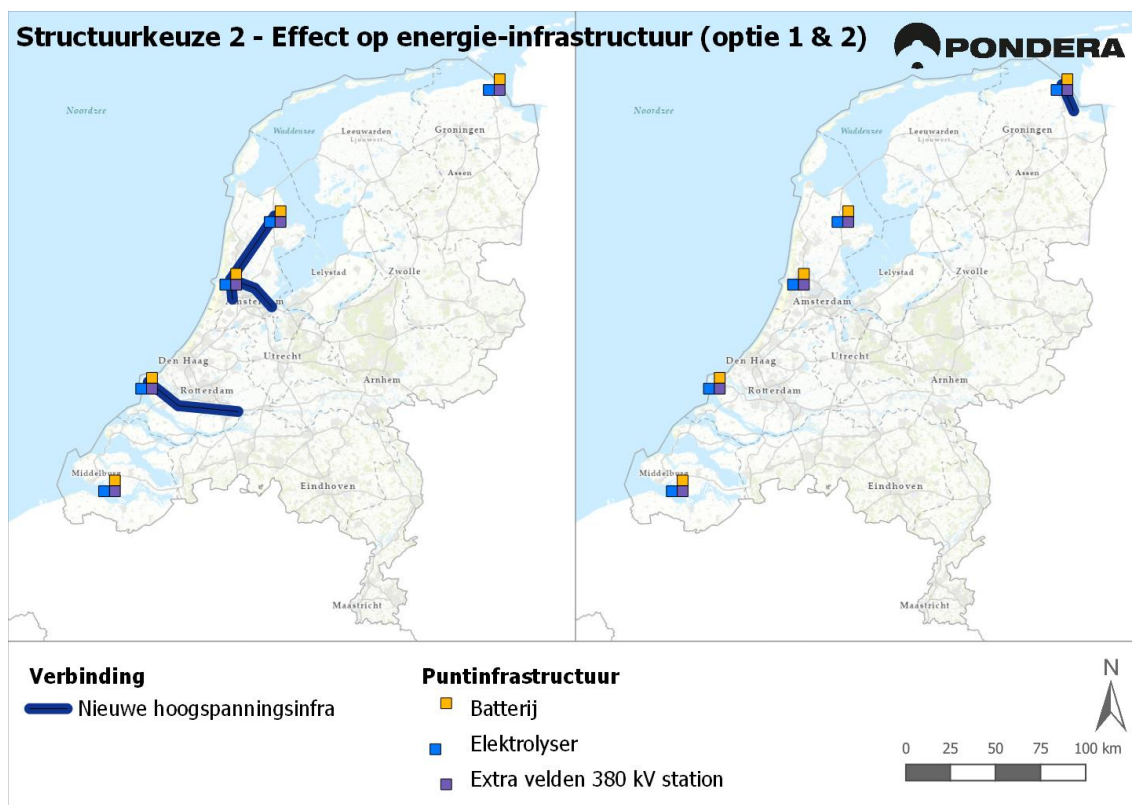 Structuurkeuze 2 - Effect op energie-infrastructuur (optie 1 & 2)
PONDERA
Noordzee
Waddenzee
Leeuwarden
Ljouwert
Groningen
Assen
Lelystad
Zwolle
Amsterdam
Den Haag
Utrecht
Arnhem
Rotterdam
Middelburg
Eindhoven
Maastricht
Noordzee
Waddenzee
Leeuwarden
Ljouwert
Groningen
Assen
Lelystad
Zwolle
Amsterdam
Den Haag
Utrecht
Arnhem
Rotterdam
Middelburg
Eindhoven
Maastricht
Verbinding
Nieuwe hoogspanningsinfra
Puntinfrastructuur
Batterij
Elektrolyser
Extra velden 380 kV station
N
0 25 50 75 100 km